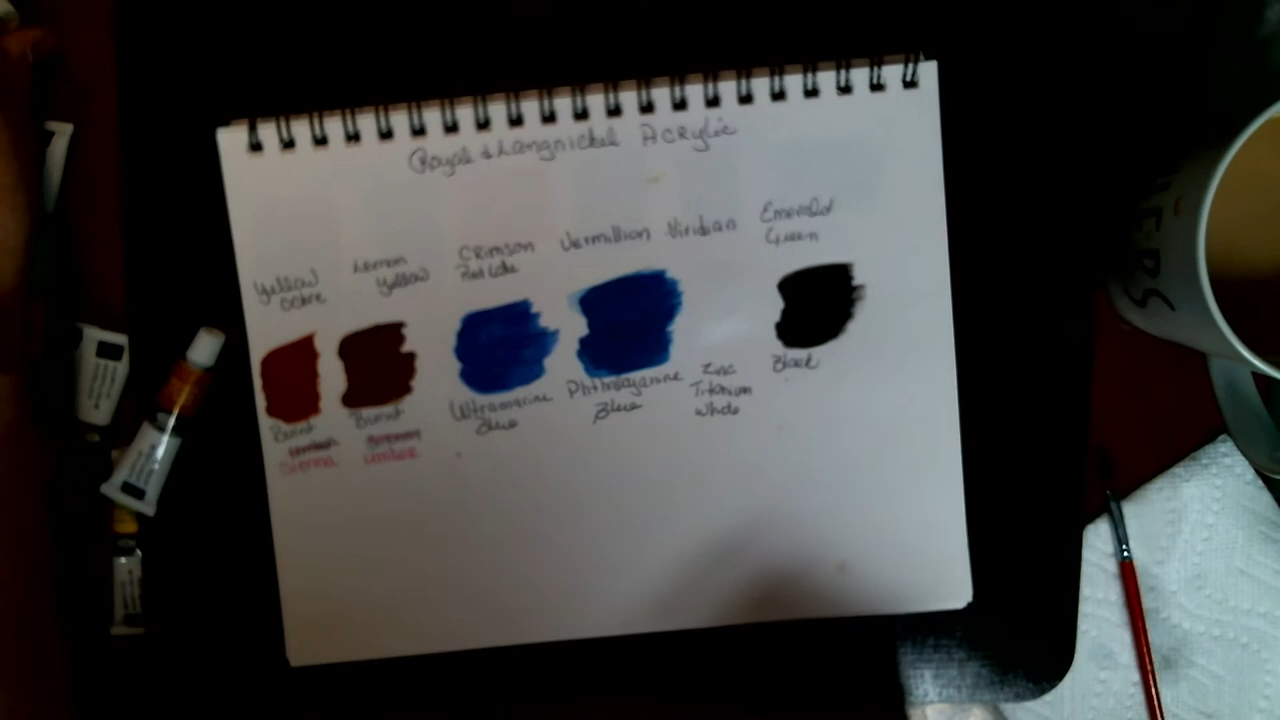 Royal & Langnickel Acrylic
Yellow
Ochre
Lemon
Yellow
Crimson
Red Lake
Vermillion
Viridian
Emerald
Green
Burnt
Umber
Sienna
Burnt
Umber
Ultramarine
Blue
Phthalocyanine
Blue
Zinc
Titanium
White
Black